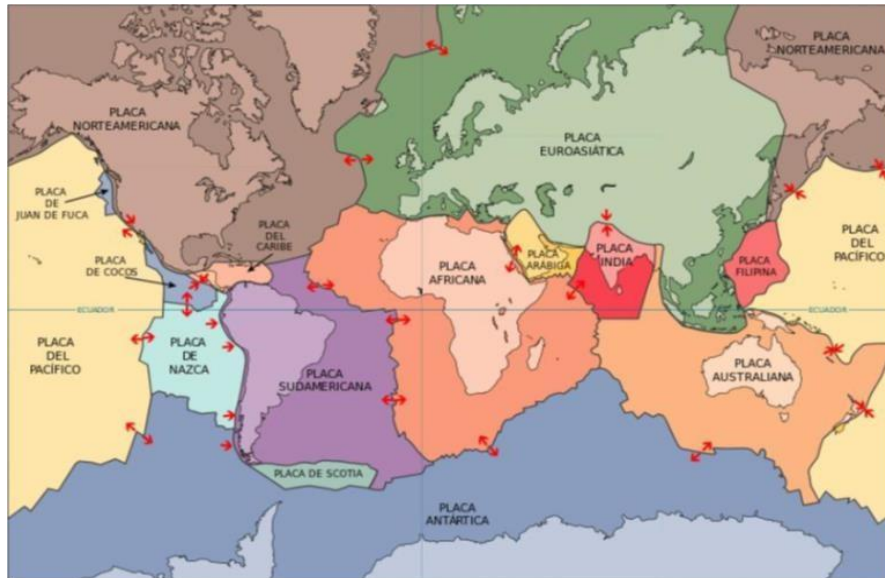 PLACA
NORTEAMERICANA
PLACA
NORTEAMERICANA
PLACA
EUROASIÁTICA
PLACA
DE
JUAN DE FUCA
PLACA
DEL
CARIBE
PLACA
DE COCOS
PLACA
ARÁBIGA
PLACA
INDIA
PLACA
FILIPINA
PLACA
DEL
PACÍFICO
PLACA
AFRICANA
ECUADOR
ECUADOR
PLACA
DEL
PACÍFICO
PLACA
DE
NAZCA
PLACA
SUDAMERICANA
PLACA
AUSTRALIANA
PLACA DE SCOTIA
PLACA
ANTÁRTICA